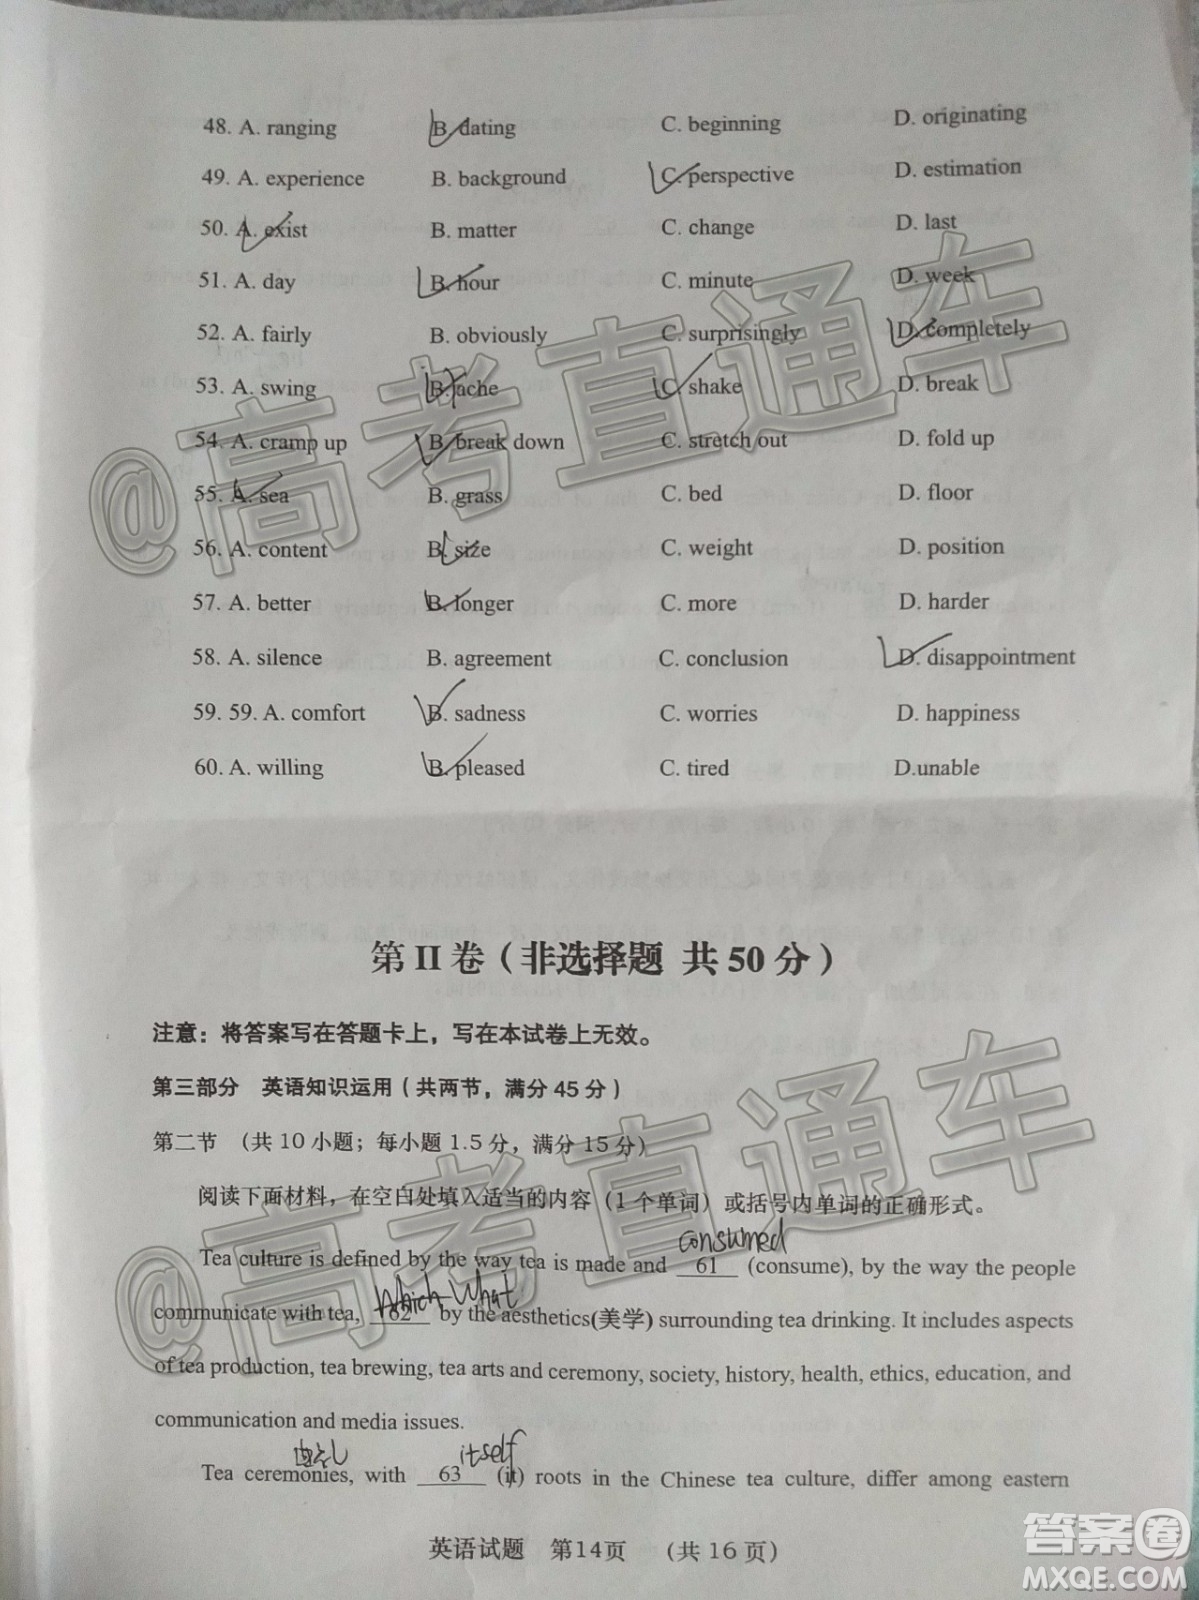 48. A. ranging B. dating C. beginning D. originating
49. A. experience B. background C. perspective D. estimation
50. A. exist B. matter C. change D. last
51. A. day B. hour C. minute D. week
52. A. fairly B. obviously C. surprisingly D. completely
53. A. swing B. ache C. shake D. break
54. A. cramp up B. break down C. stretch out D. fold up
55. A. sea B. grass C. bed D. floor
56. A. content B. size C. weight D. position
57. A. better B. longer C. more D. harder
58. A. silence B. agreement C. conclusion D. disappointment
59. 59. A. comfort B. sadness C. worries D. happiness
60. A. willing B. pleased C. tired D.unable
@高考直通车
第 II 卷（非选择题 共 50 分）
注意：将答案写在答题卡上，写在本试卷上无效。
第三部分 英语知识运用（共两节，满分 45 分）
第二节 （共 10 小题；每小题 1.5 分，满分 15 分）
阅读下面材料，在空白处填入适当的内容（1 个单词）或括号内单词的正确形式。
consumed
Tea culture is defined by the way tea is made and 61 (consume), by the way the people
Which What
communicate with tea, 62 by the aesthetics(美学) surrounding tea drinking. It includes aspects
of tea production, tea brewing, tea arts and ceremony, society, history, health, ethics, education, and
communication and media issues.
itself
Tea ceremonies, with 63 (it) roots in the Chinese tea culture, differ among eastern
@高考直通车
英语试题 第14页 （共 16 页）
答案圈
MXQE.COM